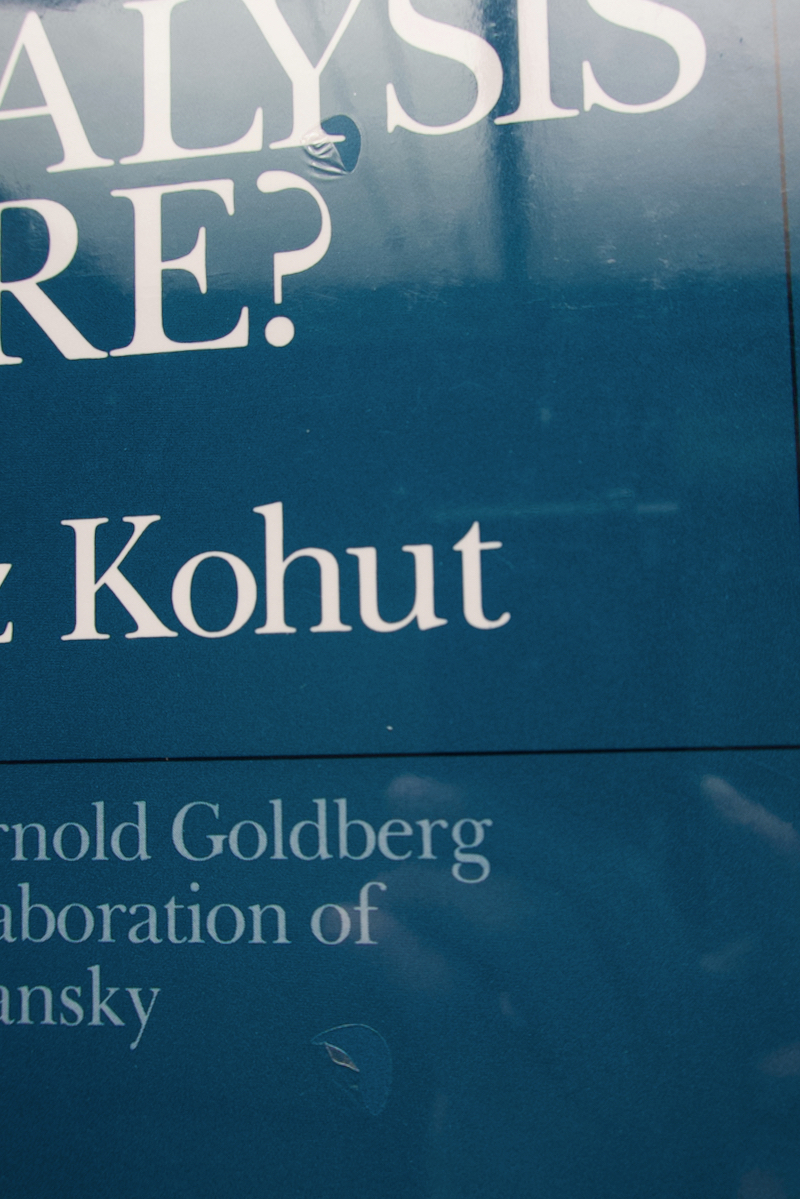 ALYSIS
RE?
z Kohut
rnold Goldberg
aboration of
ansky